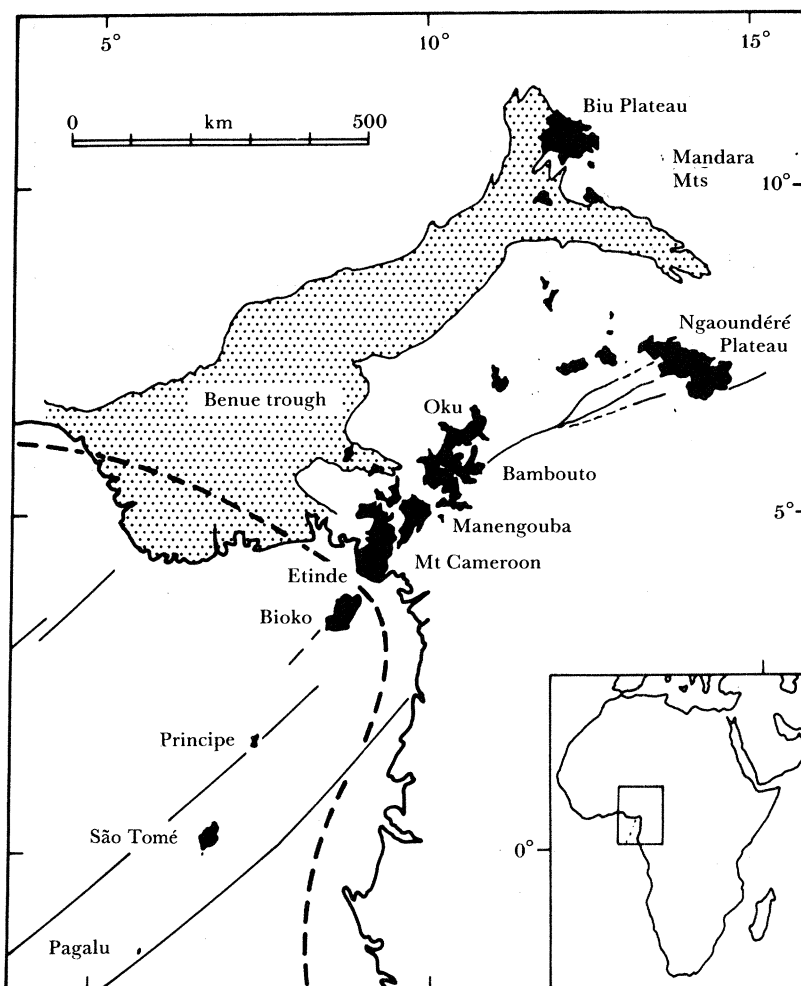 5°
10°
15°
0 km 500
Biu Plateau
Mandara
Mts
10°
Ngaoundéré
Plateau
Benue trough
Oku
Bambouto
5°
Manengouba
Mt Cameroon
Etinde
Bioko
Principe
São Tomé
0°
Pagalu